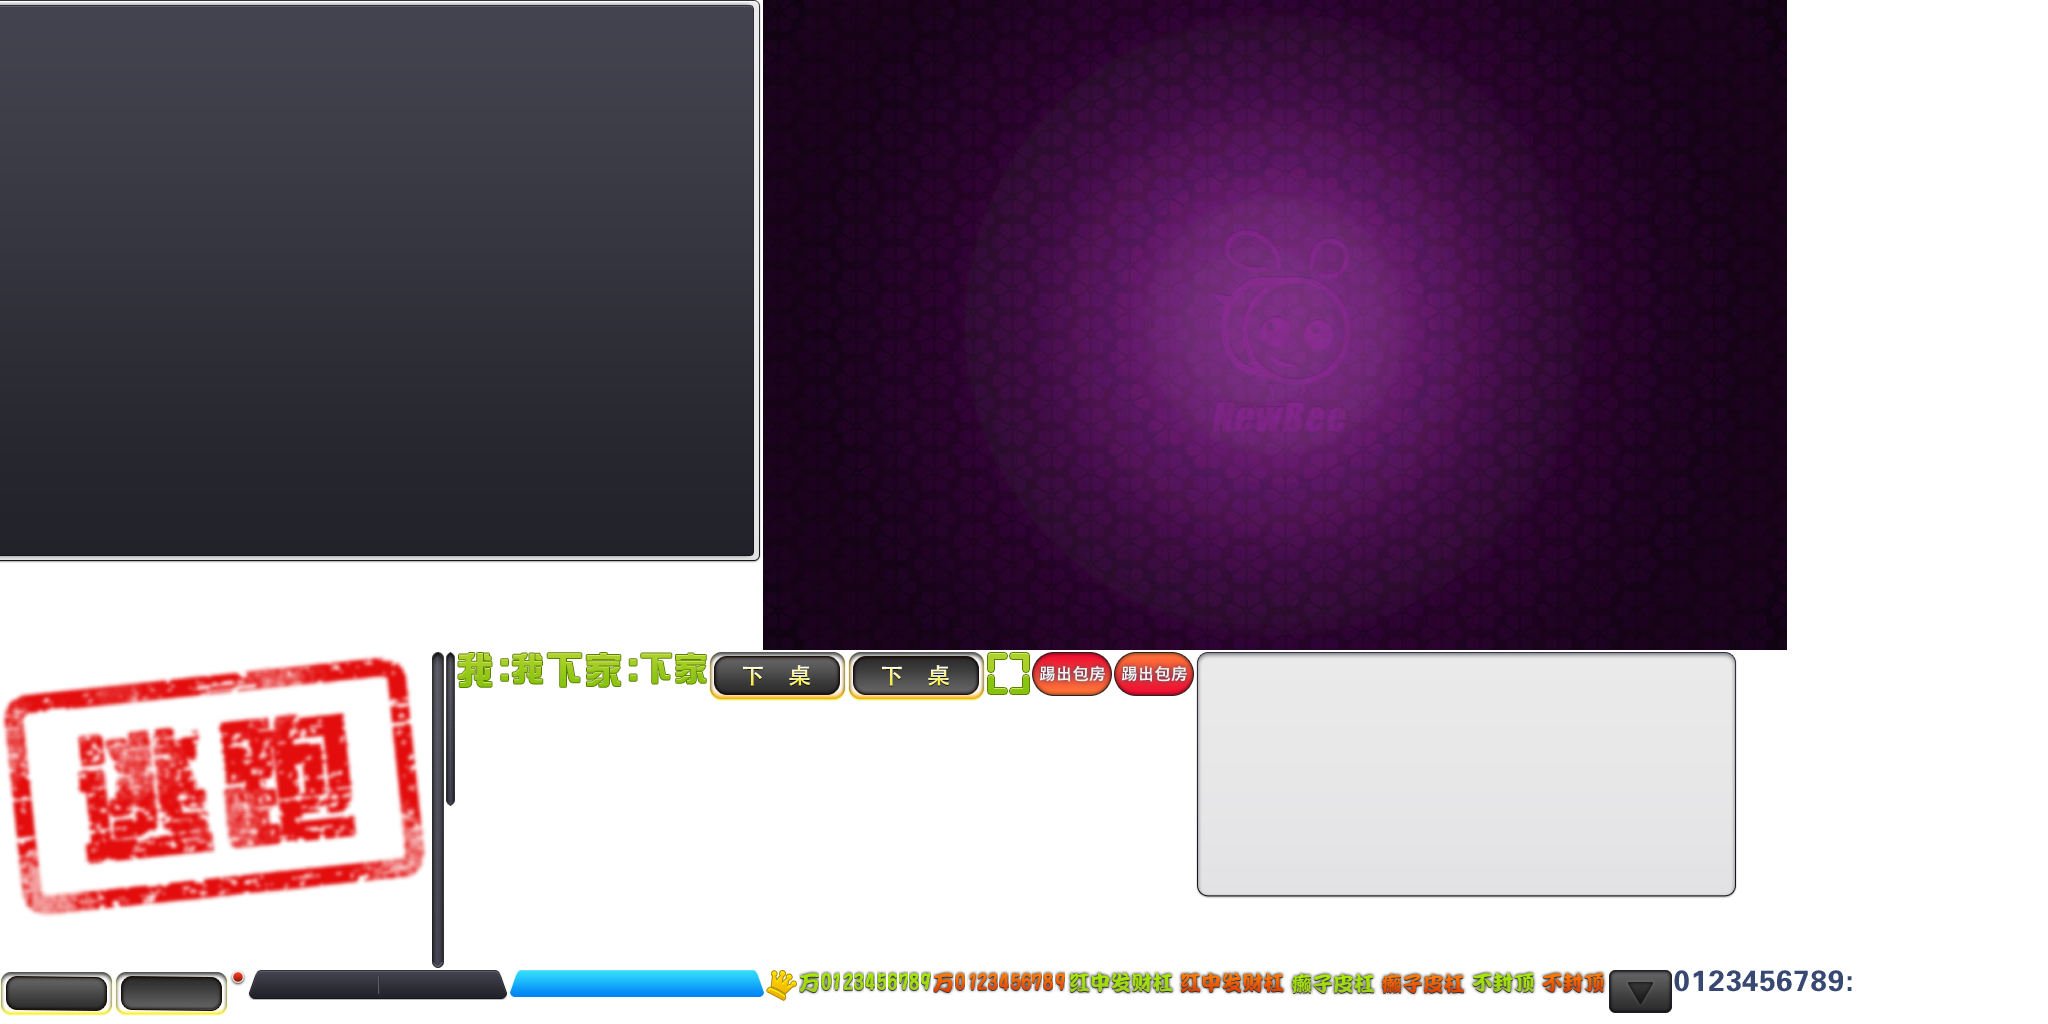 NewBee
我:我下家:下家
下 桌
下 桌
踢出包房
踢出包房
逃跑
万0123456789万0123456789红中发财杠 红中发财杠 癞子皮杠 癞子皮杠 不封顶 不封顶
0123456789: